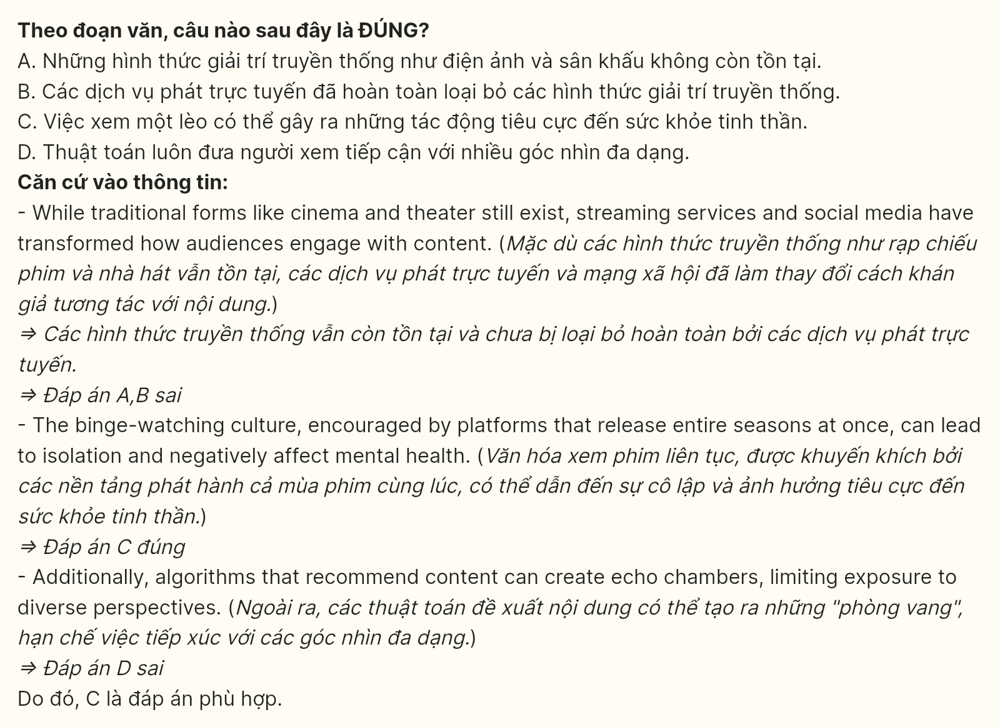 Theo đoạn văn, câu nào sau đây là ĐÚNG?
A. Những hình thức giải trí truyền thống như điện ảnh và sân khấu không còn tồn tại.
B. Các dịch vụ phát trực tuyến đã hoàn toàn loại bỏ các hình thức giải trí truyền thống.
C. Việc xem một lèo có thể gây ra những tác động tiêu cực đến sức khỏe tinh thần.
D. Thuật toán luôn đưa người xem tiếp cận với nhiều góc nhìn đa dạng.
Căn cứ vào thông tin:
- While traditional forms like cinema and theater still exist, streaming services and social media have
transformed how audiences engage with content. (Mặc dù các hình thức truyền thống như rạp chiếu
phim và nhà hát vẫn tồn tại, các dịch vụ phát trực tuyến và mạng xã hội đã làm thay đổi cách khán
giả tương tác với nội dung.)
⇒ Các hình thức truyền thống vẫn còn tồn tại và chưa bị loại bỏ hoàn toàn bởi các dịch vụ phát trực
tuyến.
⇒ Đáp án A,B sai
- The binge-watching culture, encouraged by platforms that release entire seasons at once, can lead
to isolation and negatively affect mental health. (Văn hóa xem phim liên tục, được khuyến khích bởi
các nền tảng phát hành cả mùa phim cùng lúc, có thể dẫn đến sự cô lập và ảnh hưởng tiêu cực đến
sức khỏe tinh thần.)
⇒ Đáp án C đúng
- Additionally, algorithms that recommend content can create echo chambers, limiting exposure to
diverse perspectives. (Ngoài ra, các thuật toán đề xuất nội dung có thể tạo ra những "phòng vang",
hạn chế việc tiếp xúc với các góc nhìn đa dạng.)
⇒ Đáp án D sai
Do đó, C là đáp án phù hợp.